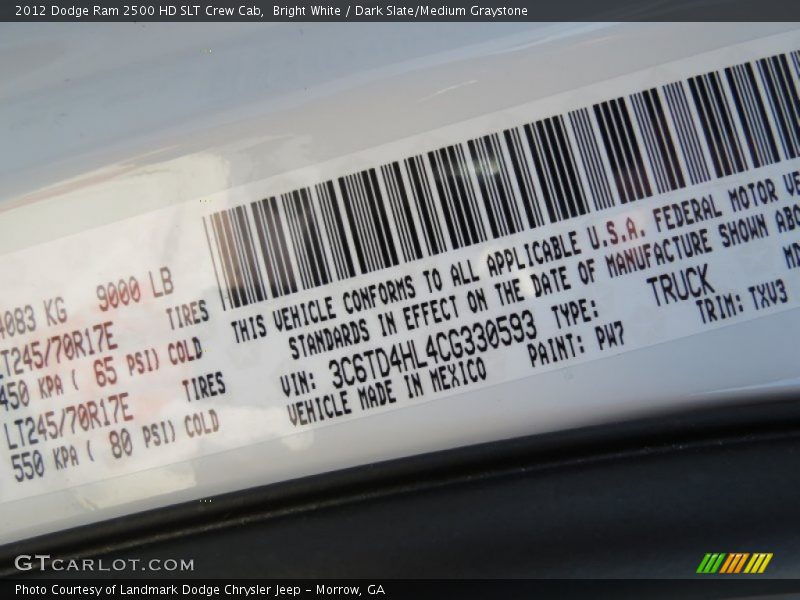 2012 Dodge Ram 2500 HD SLT Crew Cab, Bright White / Dark Slate/Medium Graystone
4083 KG 9000 LB
LT245/70R17E TIRES
450 KPA ( 65 PSI) COLD
LT245/70R17E TIRES
550 KPA ( 80 PSI) COLD
THIS VEHICLE CONFORMS TO ALL APPLICABLE U.S.A. FEDERAL MOTOR VE
STANDARDS IN EFFECT ON THE DATE OF MANUFACTURE SHOWN ABO
VIN: 3C6TD4HL4CG330593 TYPE: TRUCK MD
VEHICLE MADE IN MEXICO PAINT: PW7 TRIM: TXV3
GTCARLOT.COM
Photo Courtesy of Landmark Dodge Chrysler Jeep - Morrow, GA